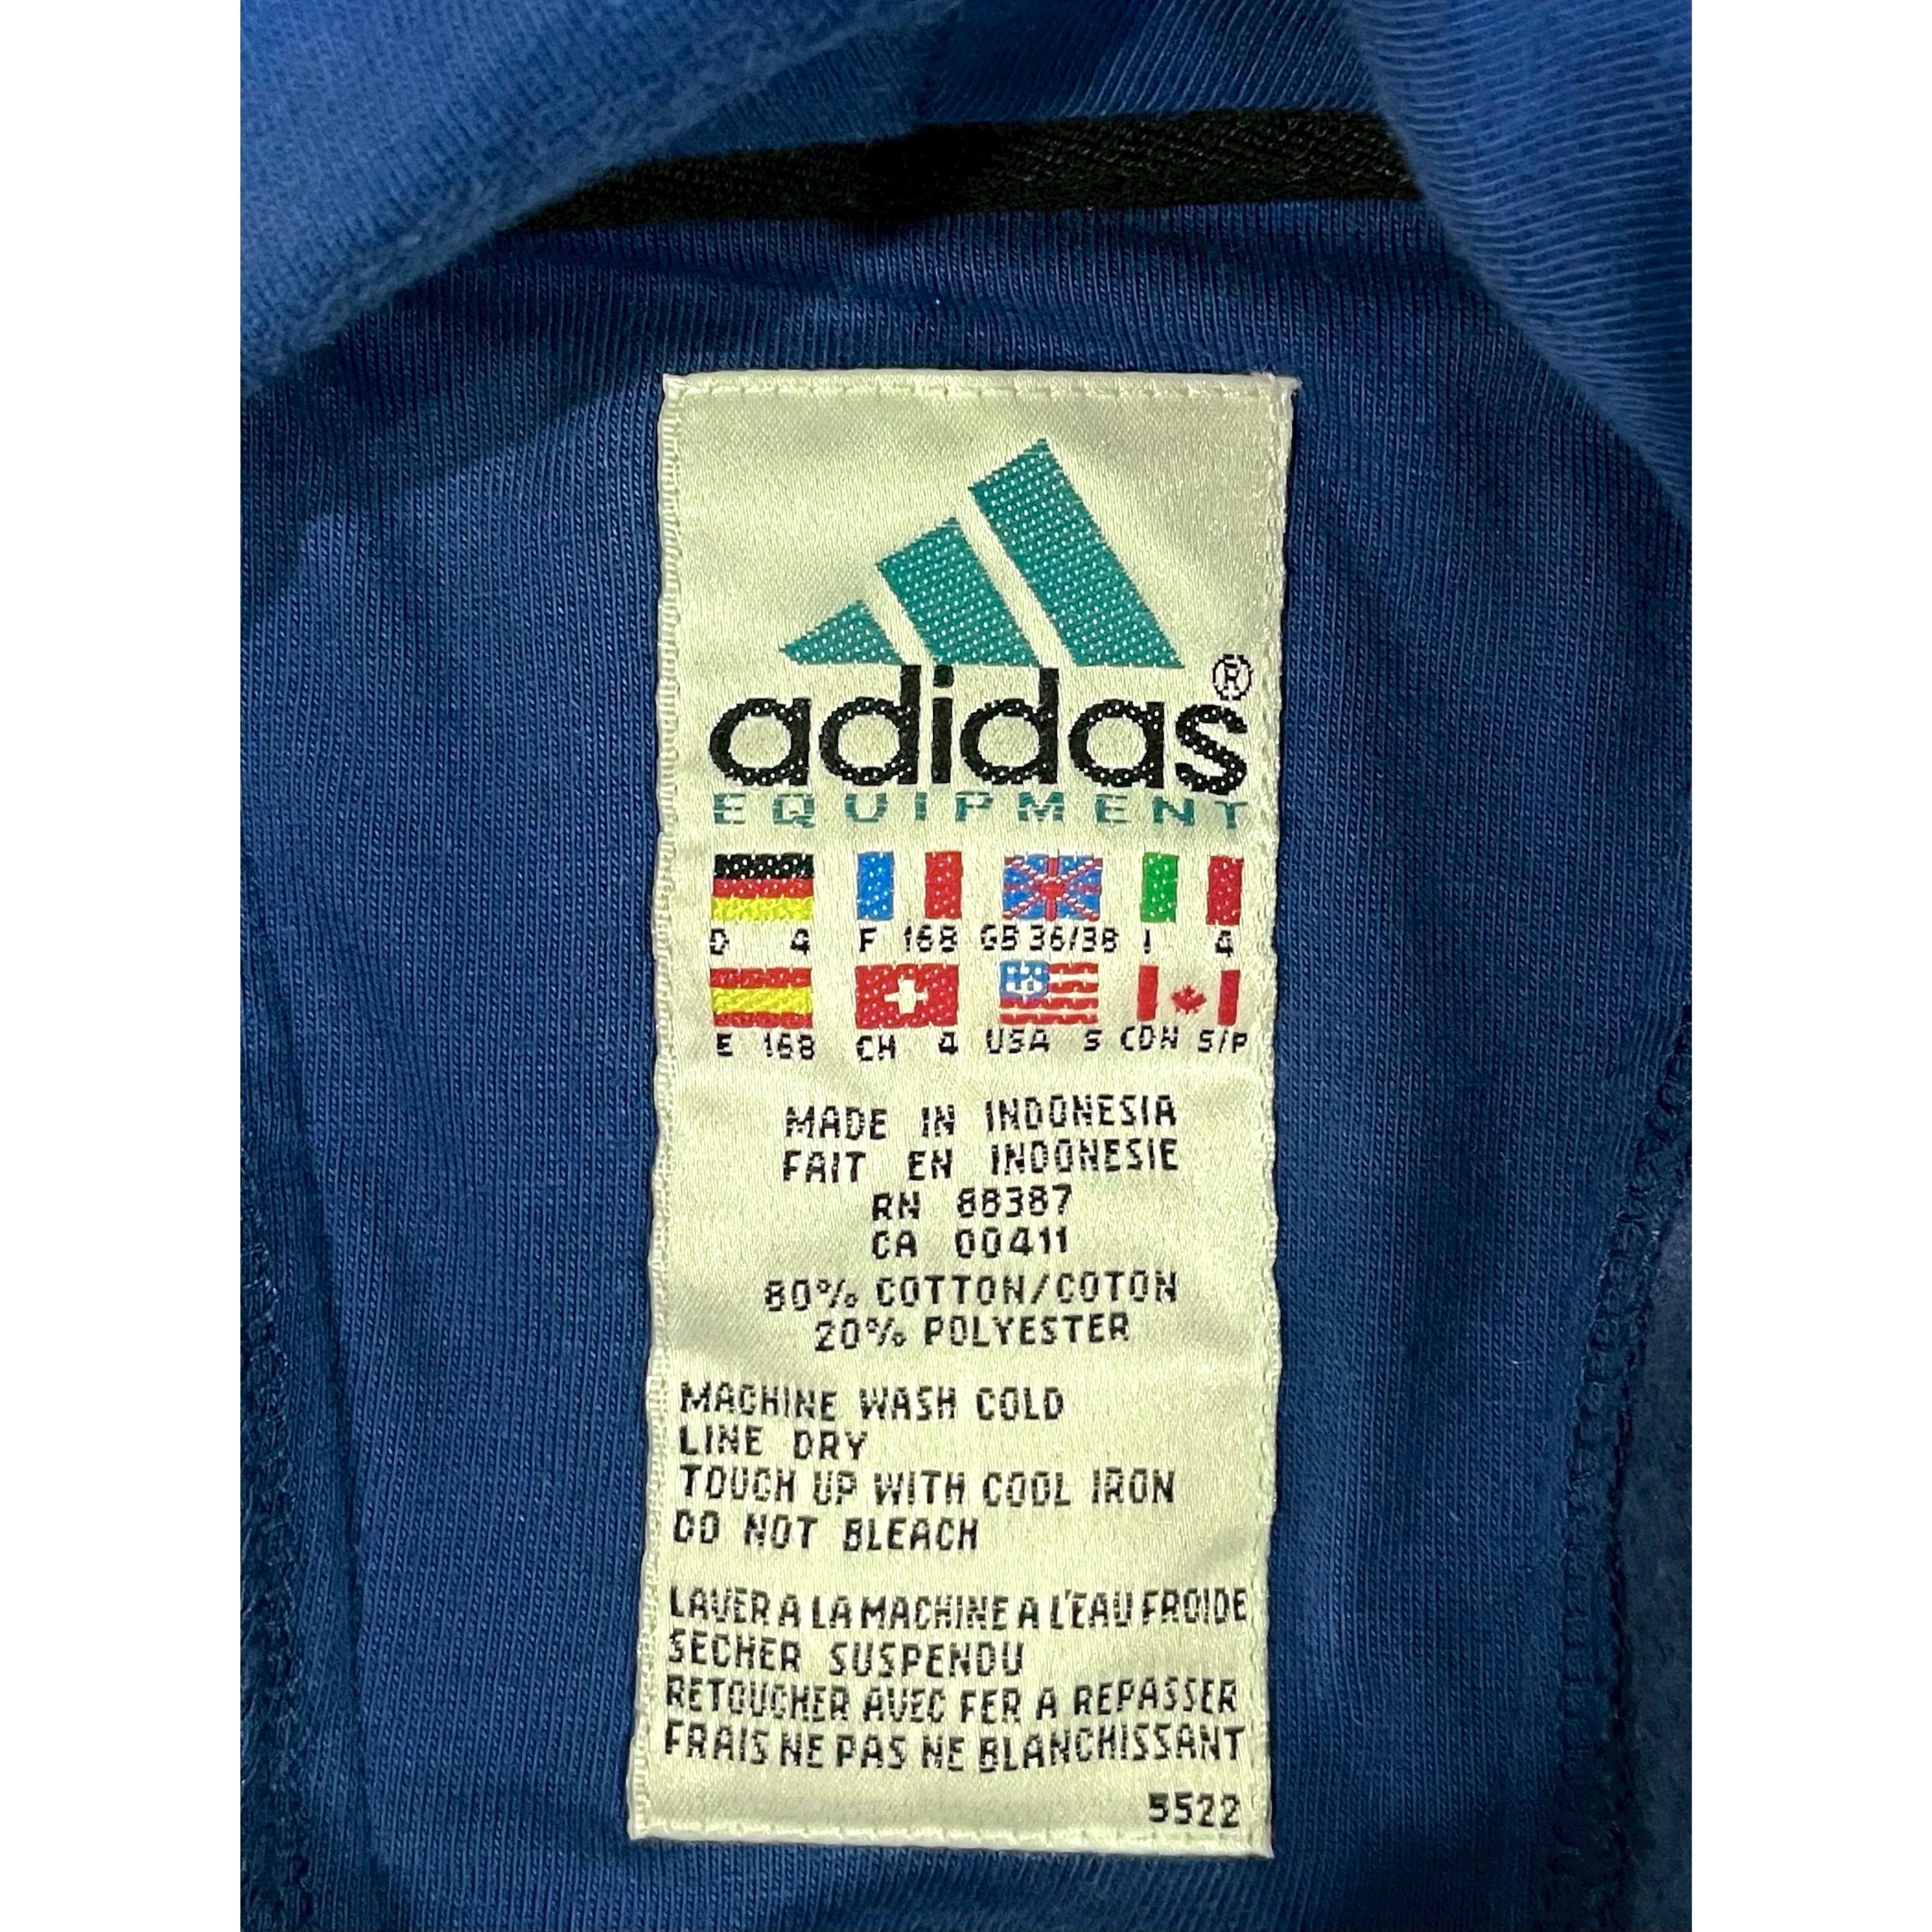 adidas®
EQUIPMENT
D 4 F 168 GB 36/38 I 4
E 168 CH 4 USA S CDN S/P
MADE IN INDONESIA
FAIT EN INDONESIE
RN 88387
CA 00411
80% COTTON/COTON
20% POLYESTER
MACHINE WASH COLD
LINE DRY
TOUCH UP WITH COOL IRON
DO NOT BLEACH
LAVER A LA MACHINE A L'EAU FROIDE
SECHER SUSPENDU
RETOUCHER AVEC FER A REPASSER
FRAIS NE PAS NE BLANCHISSANT
5522